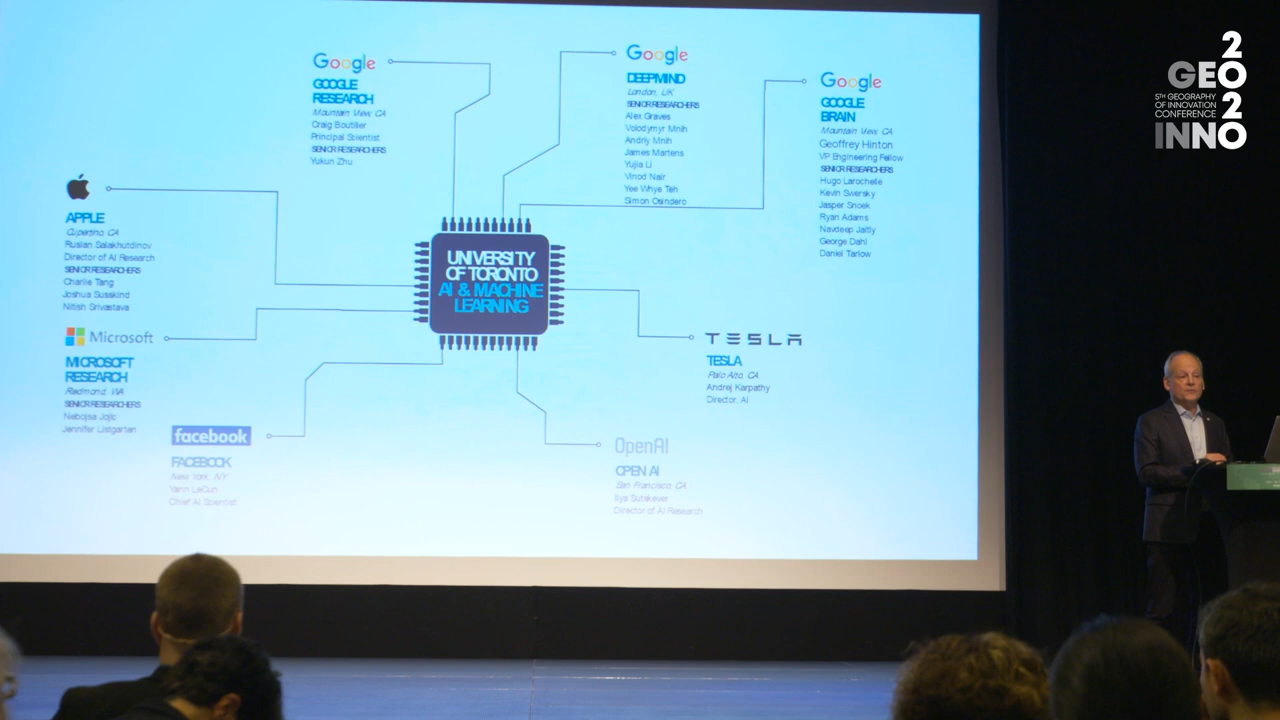 Google
GOOGLE
RESEARCH
Mountain View, CA
Craig Boutilier
Principal Scientist
SENIOR RESEARCHERS
Yukun Zhu
Google
DEEPMIND
London, UK
SENIOR RESEARCHERS
Alex Graves
Volodymyr Mnih
Andriy Mnih
James Martens
Yujia Li
Vinod Nair
Yee Whye Teh
Simon Osindero
Google
GOOGLE
BRAIN
Mountain View, CA
Geoffrey Hinton
VP Engineering Fellow
SENIOR RESEARCHERS
Hugo Larochelle
Kevin Swersky
Jasper Snoek
Ryan Adams
Navdeep Jaitly
George Dahl
Daniel Tarlow
APPLE
Cupertino, CA
Ruslan Salakhutdinov
Director of AI Research
SENIOR RESEARCHERS
Charlie Tang
Joshua Susskind
Nitish Srivastava
UNIVERSITY
OF TORONTO
AI & MACHINE
LEARNING
Microsoft
MICROSOFT
RESEARCH
Redmond, WA
SENIOR RESEARCHERS
Nebojsa Jojic
Jennifer Listgarten
TESLA
TESLA
Palo Alto, CA
Andrej Karpathy
Director, AI
facebook
FACEBOOK
New York, NY
Yann LeCun
Chief AI Scientist
OpenAI
OPEN AI
San Francisco, CA
Ilya Sutskever
Director of AI Research
2
GEO
5TH GEOGRAPHY
OF INNOVATION
CONFERENCE
2
INNO